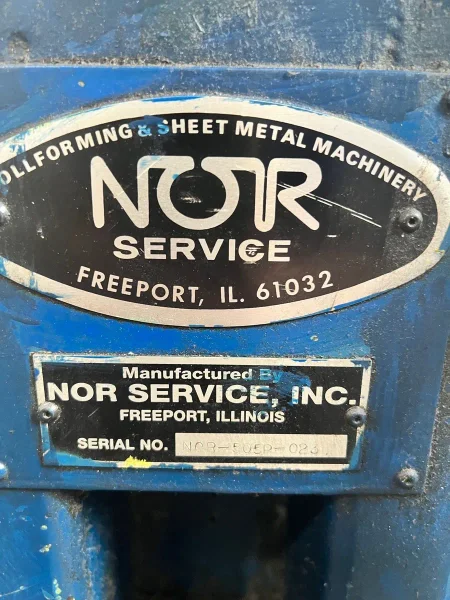 OLLFORMING & SHEET METAL MACHINERY
NOR
SERVICE
FREEPORT, IL. 61032
Manufactured By
NOR SERVICE, INC.
FREEPORT, ILLINOIS
SERIAL NO.